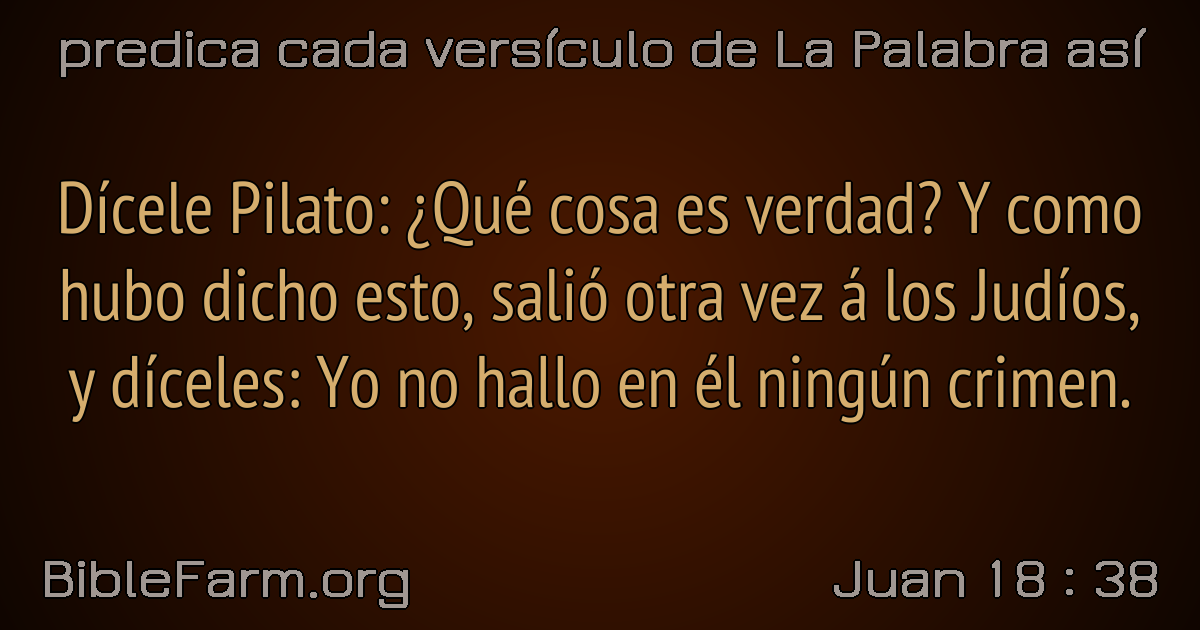 predica cada versículo de La Palabra así
Dícele Pilato: ¿Qué cosa es verdad? Y como
hubo dicho esto, salió otra vez á los Judíos,
y díceles: Yo no hallo en él ningún crimen.
BibleFarm.org
Juan 18 : 38